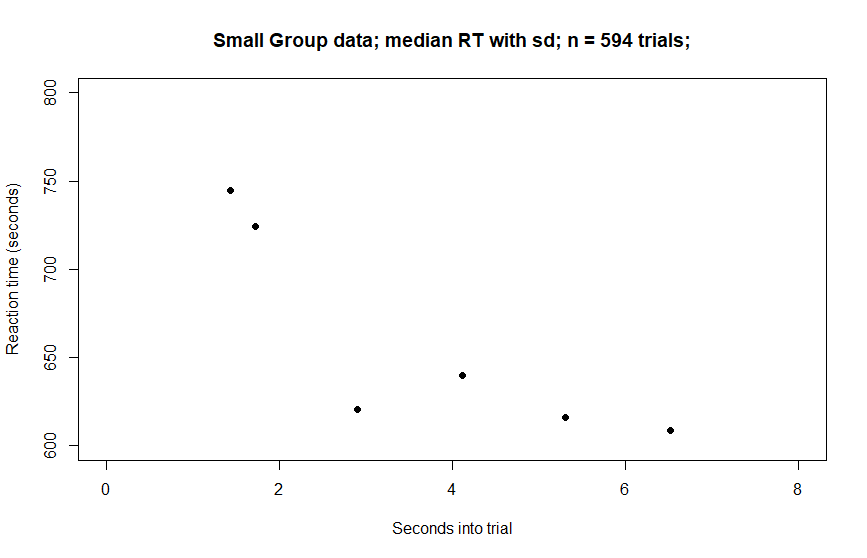 Small Group data; median RT with sd; n = 594 trials;
Reaction time (seconds)
800
750
700
650
600
0 2 4 6 8
Seconds into trial